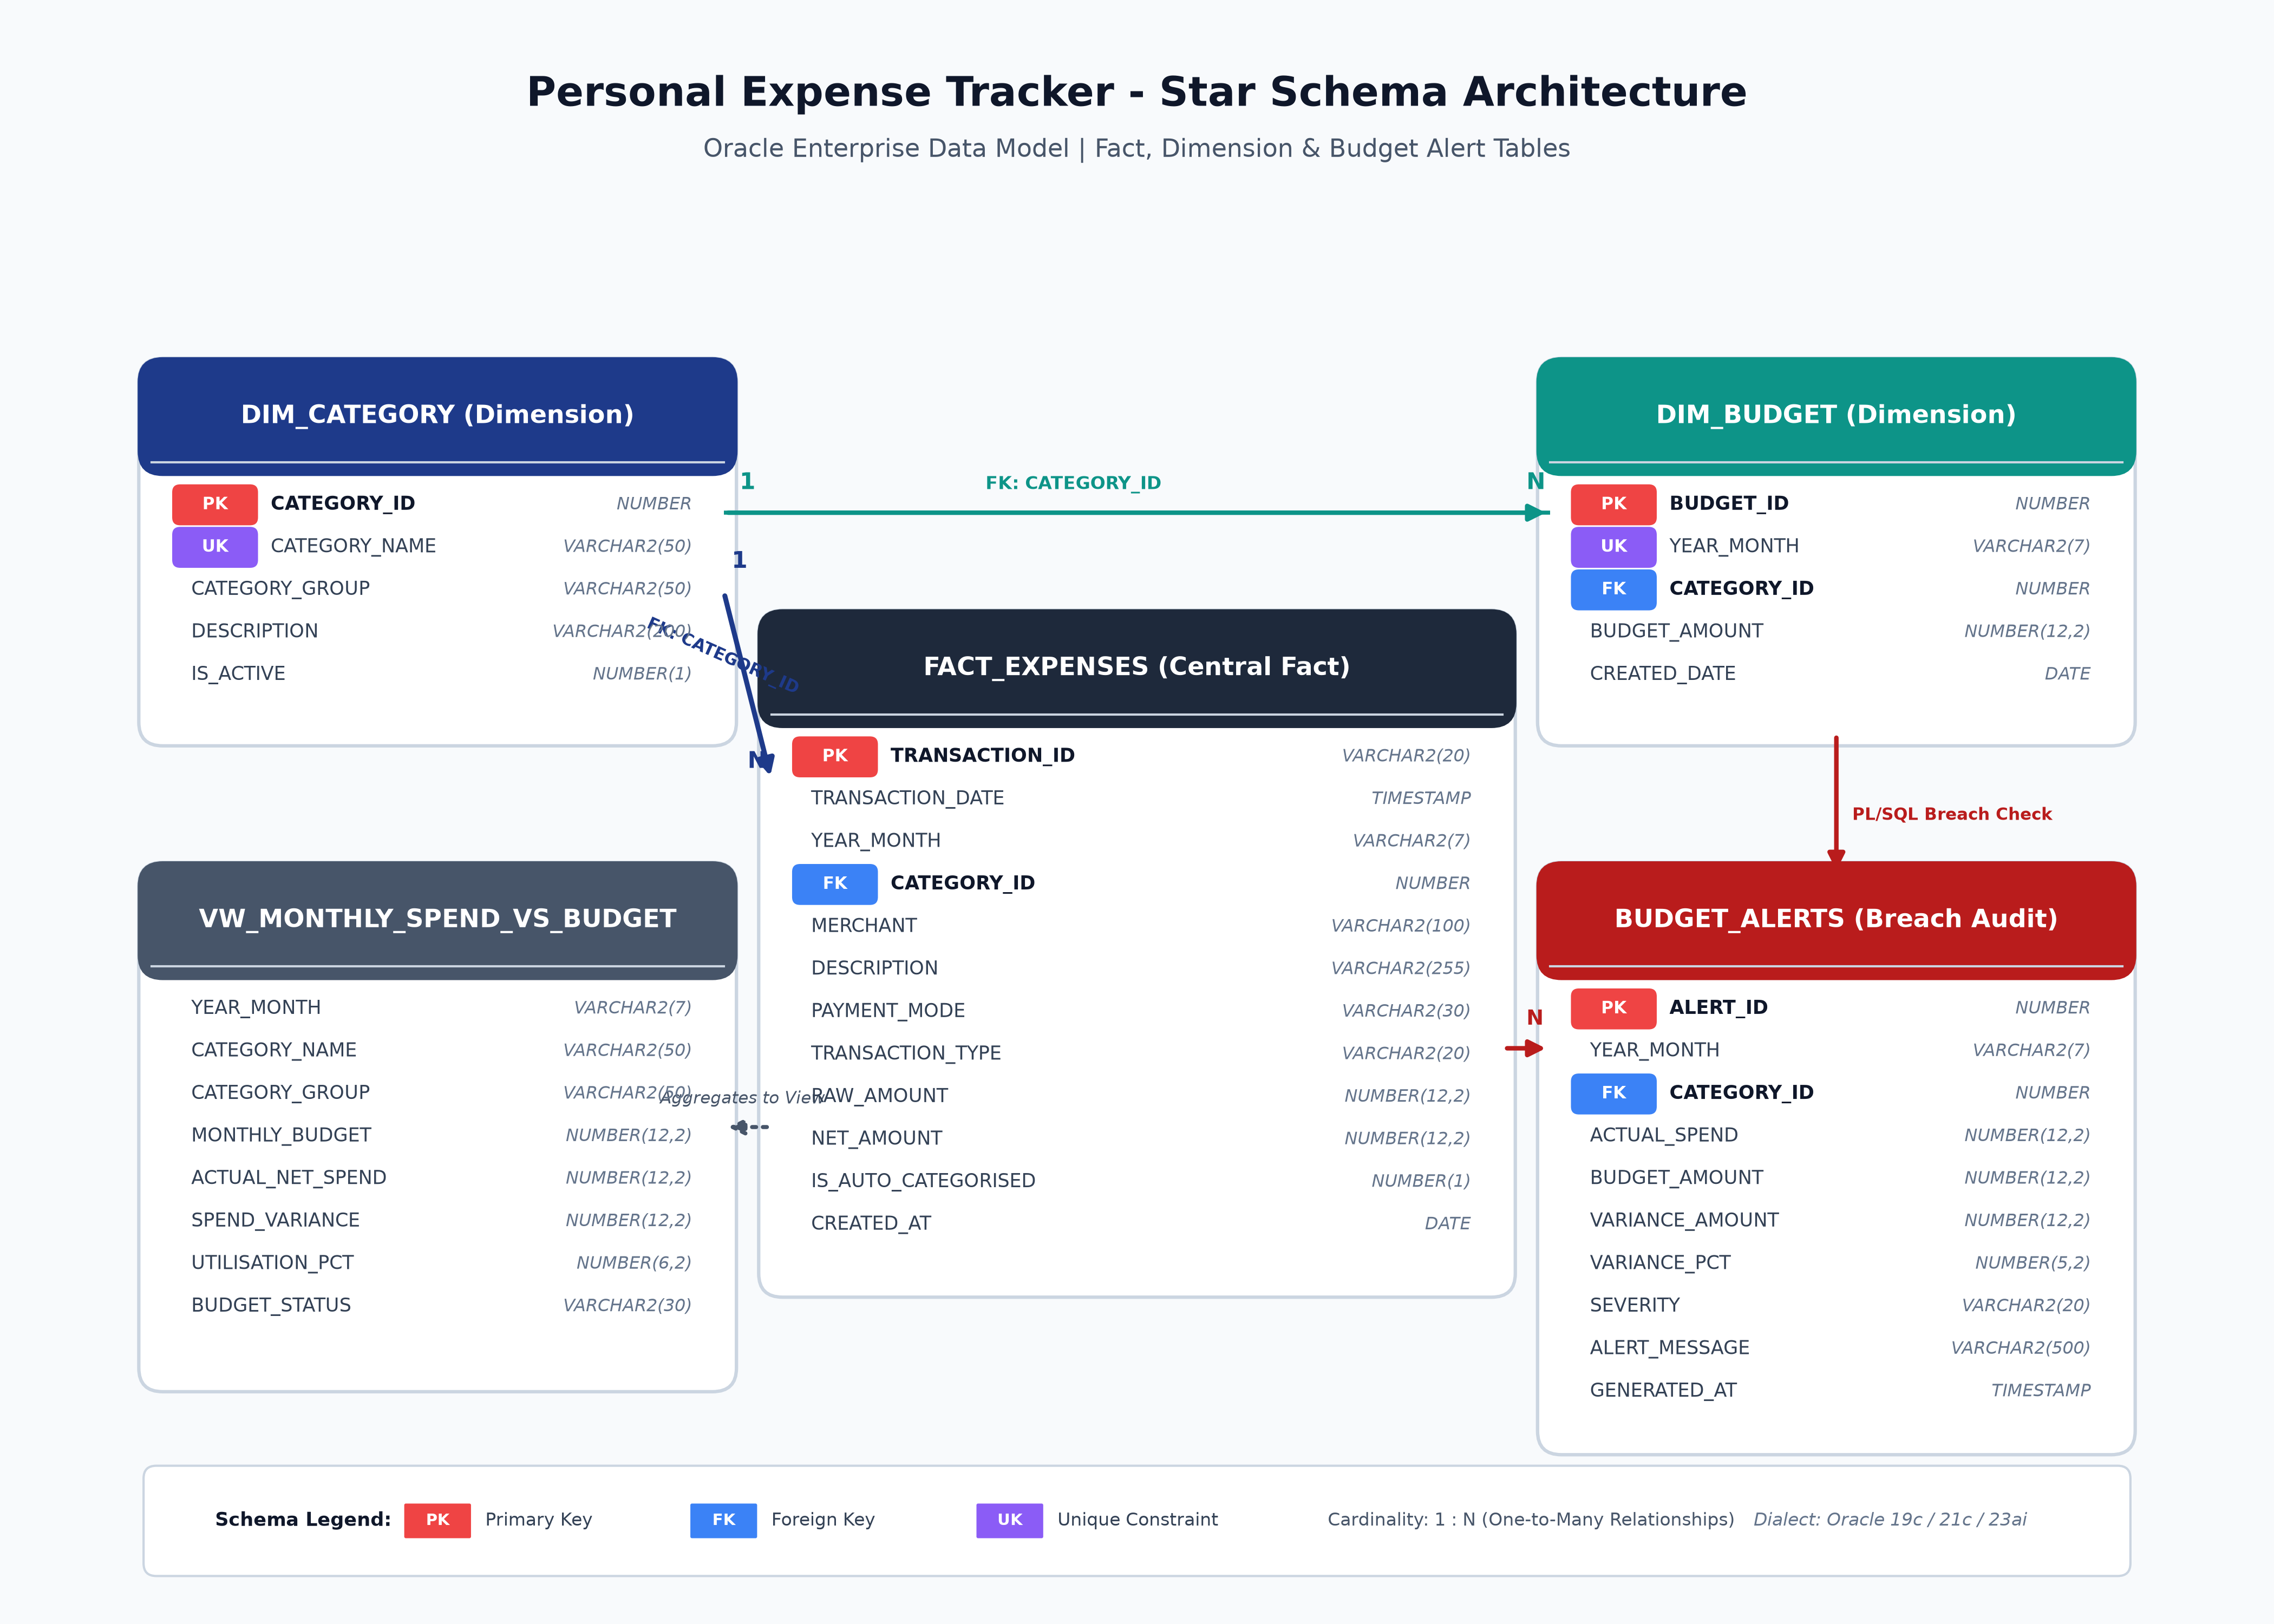 Personal Expense Tracker - Star Schema Architecture
Oracle Enterprise Data Model | Fact, Dimension & Budget Alert Tables
DIM_CATEGORY (Dimension)
PK CATEGORY_ID NUMBER
UK CATEGORY_NAME VARCHAR2(50)
CATEGORY_GROUP VARCHAR2(50)
DESCRIPTION VARCHAR2(200)
IS_ACTIVE NUMBER(1)
1 FK: CATEGORY_ID N
1
FK: CATEGORY_ID
N
DIM_BUDGET (Dimension)
PK BUDGET_ID NUMBER
UK YEAR_MONTH VARCHAR2(7)
FK CATEGORY_ID NUMBER
BUDGET_AMOUNT NUMBER(12,2)
CREATED_DATE DATE
PL/SQL Breach Check
FACT_EXPENSES (Central Fact)
PK TRANSACTION_ID VARCHAR2(20)
TRANSACTION_DATE TIMESTAMP
YEAR_MONTH VARCHAR2(7)
FK CATEGORY_ID NUMBER
MERCHANT VARCHAR2(100)
DESCRIPTION VARCHAR2(255)
PAYMENT_MODE VARCHAR2(30)
TRANSACTION_TYPE VARCHAR2(20)
RAW_AMOUNT NUMBER(12,2)
NET_AMOUNT NUMBER(12,2)
IS_AUTO_CATEGORISED NUMBER(1)
CREATED_AT DATE
VW_MONTHLY_SPEND_VS_BUDGET
YEAR_MONTH VARCHAR2(7)
CATEGORY_NAME VARCHAR2(50)
CATEGORY_GROUP VARCHAR2(50)
MONTHLY_BUDGET NUMBER(12,2)
ACTUAL_NET_SPEND NUMBER(12,2)
SPEND_VARIANCE NUMBER(12,2)
UTILISATION_PCT NUMBER(6,2)
BUDGET_STATUS VARCHAR2(30)
Aggregates to View
N
BUDGET_ALERTS (Breach Audit)
PK ALERT_ID NUMBER
YEAR_MONTH VARCHAR2(7)
FK CATEGORY_ID NUMBER
ACTUAL_SPEND NUMBER(12,2)
BUDGET_AMOUNT NUMBER(12,2)
VARIANCE_AMOUNT NUMBER(12,2)
VARIANCE_PCT NUMBER(5,2)
SEVERITY VARCHAR2(20)
ALERT_MESSAGE VARCHAR2(500)
GENERATED_AT TIMESTAMP
Schema Legend: PK Primary Key FK Foreign Key UK Unique Constraint Cardinality: 1 : N (One-to-Many Relationships) Dialect: Oracle 19c / 21c / 23ai